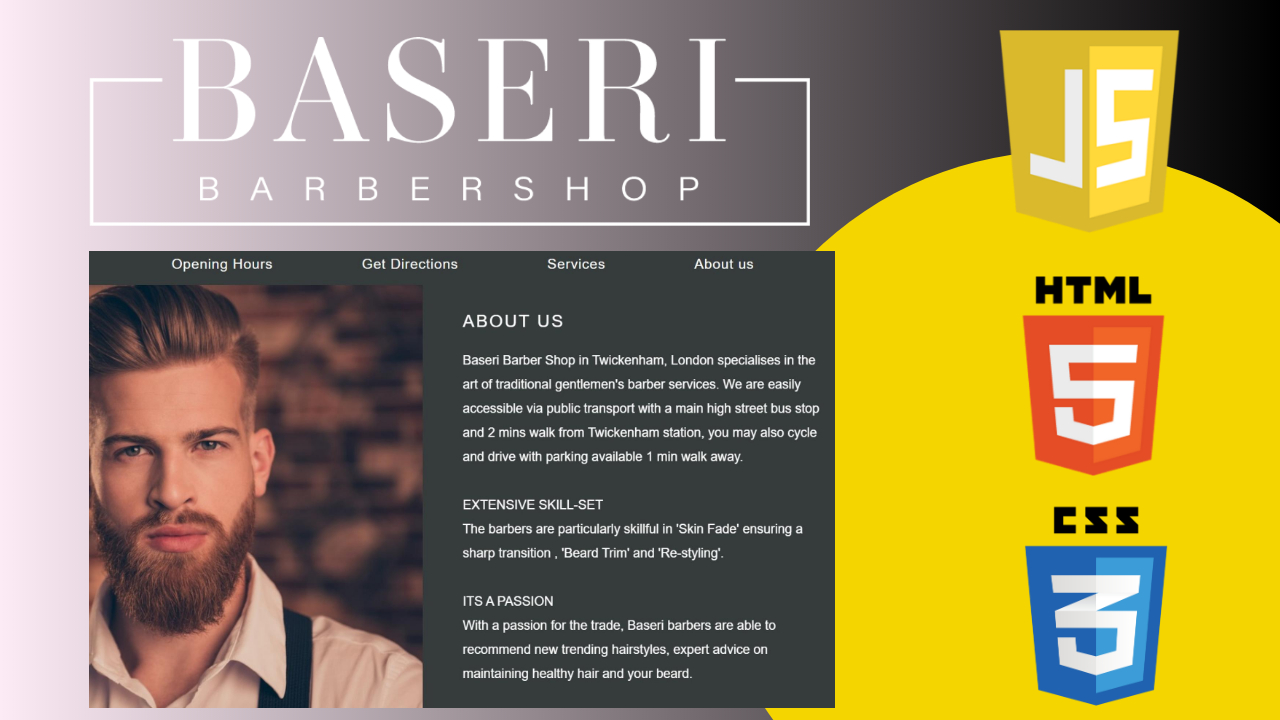 BASERI
BARBERSHOP
Opening Hours Get Directions Services About us
ABOUT US
Baseri Barber Shop in Twickenham, London specialises in the
art of traditional gentlemen's barber services. We are easily
accessible via public transport with a main high street bus stop
and 2 mins walk from Twickenham station, you may also cycle
and drive with parking available 1 min walk away.
EXTENSIVE SKILL-SET
The barbers are particularly skillful in 'Skin Fade' ensuring a
sharp transition , 'Beard Trim' and 'Re-styling'.
ITS A PASSION
With a passion for the trade, Baseri barbers are able to
recommend new trending hairstyles, expert advice on
maintaining healthy hair and your beard.
JS
HTML
5
CSS
3